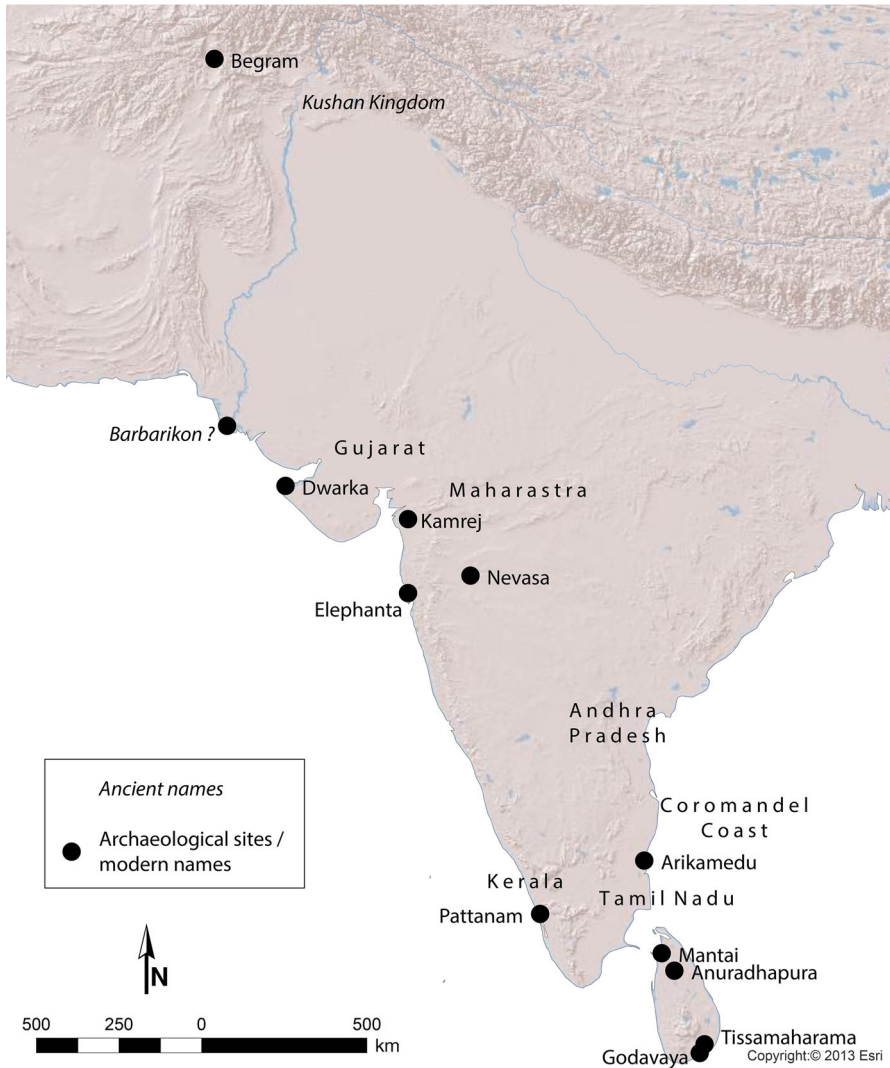 Begram
Kushan Kingdom
Barbarikon ?
Gujarat
Dwarka
Maharastra
Kamrej
Nevasa
Elephanta
Andhra
Pradesh
Ancient names
Archaeological sites /
modern names
Coromandel
Coast
Arikamedu
Kerala
Tamil Nadu
Pattanam
Mantai
Anuradhapura
N
500 250 0 500
km
Tissamaharama
Godavaya
Copyright:© 2013 Esri